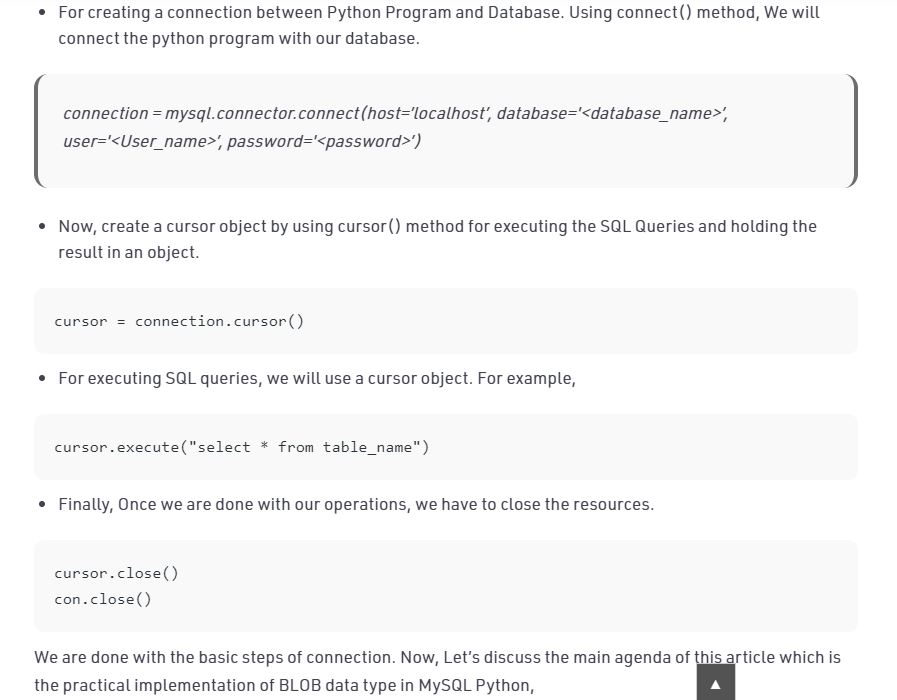 • For creating a connection between Python Program and Database. Using connect() method, We will
connect the python program with our database.
connection = mysql.connector.connect(host=’localhost’, database='<database_name>’,
user='<User_name>’, password='<password>’)
• Now, create a cursor object by using cursor() method for executing the SQL Queries and holding the
result in an object.
cursor = connection.cursor()
• For executing SQL queries, we will use a cursor object. For example,
cursor.execute("select * from table_name")
• Finally, Once we are done with our operations, we have to close the resources.
cursor.close()
con.close()
We are done with the basic steps of connection. Now, Let’s discuss the main agenda of this article which is
the practical implementation of BLOB data type in MySQL Python,